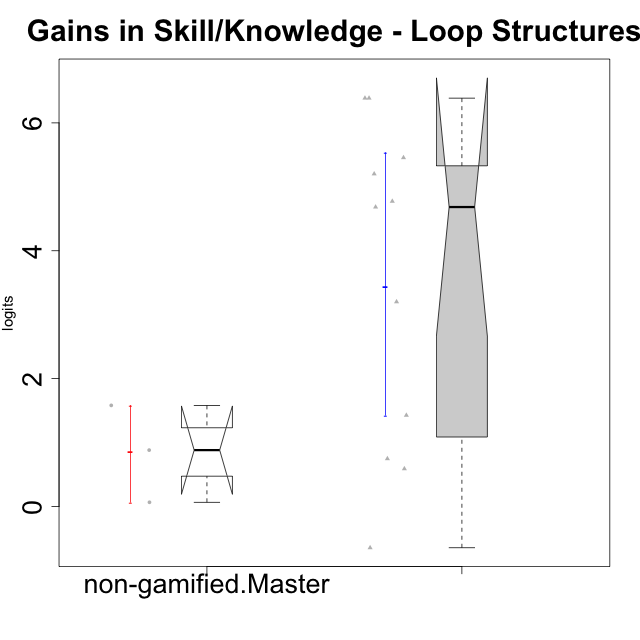 Gains in Skill/Knowledge - Loop Structures
6
4
2
0
logits
non-gamified.Master